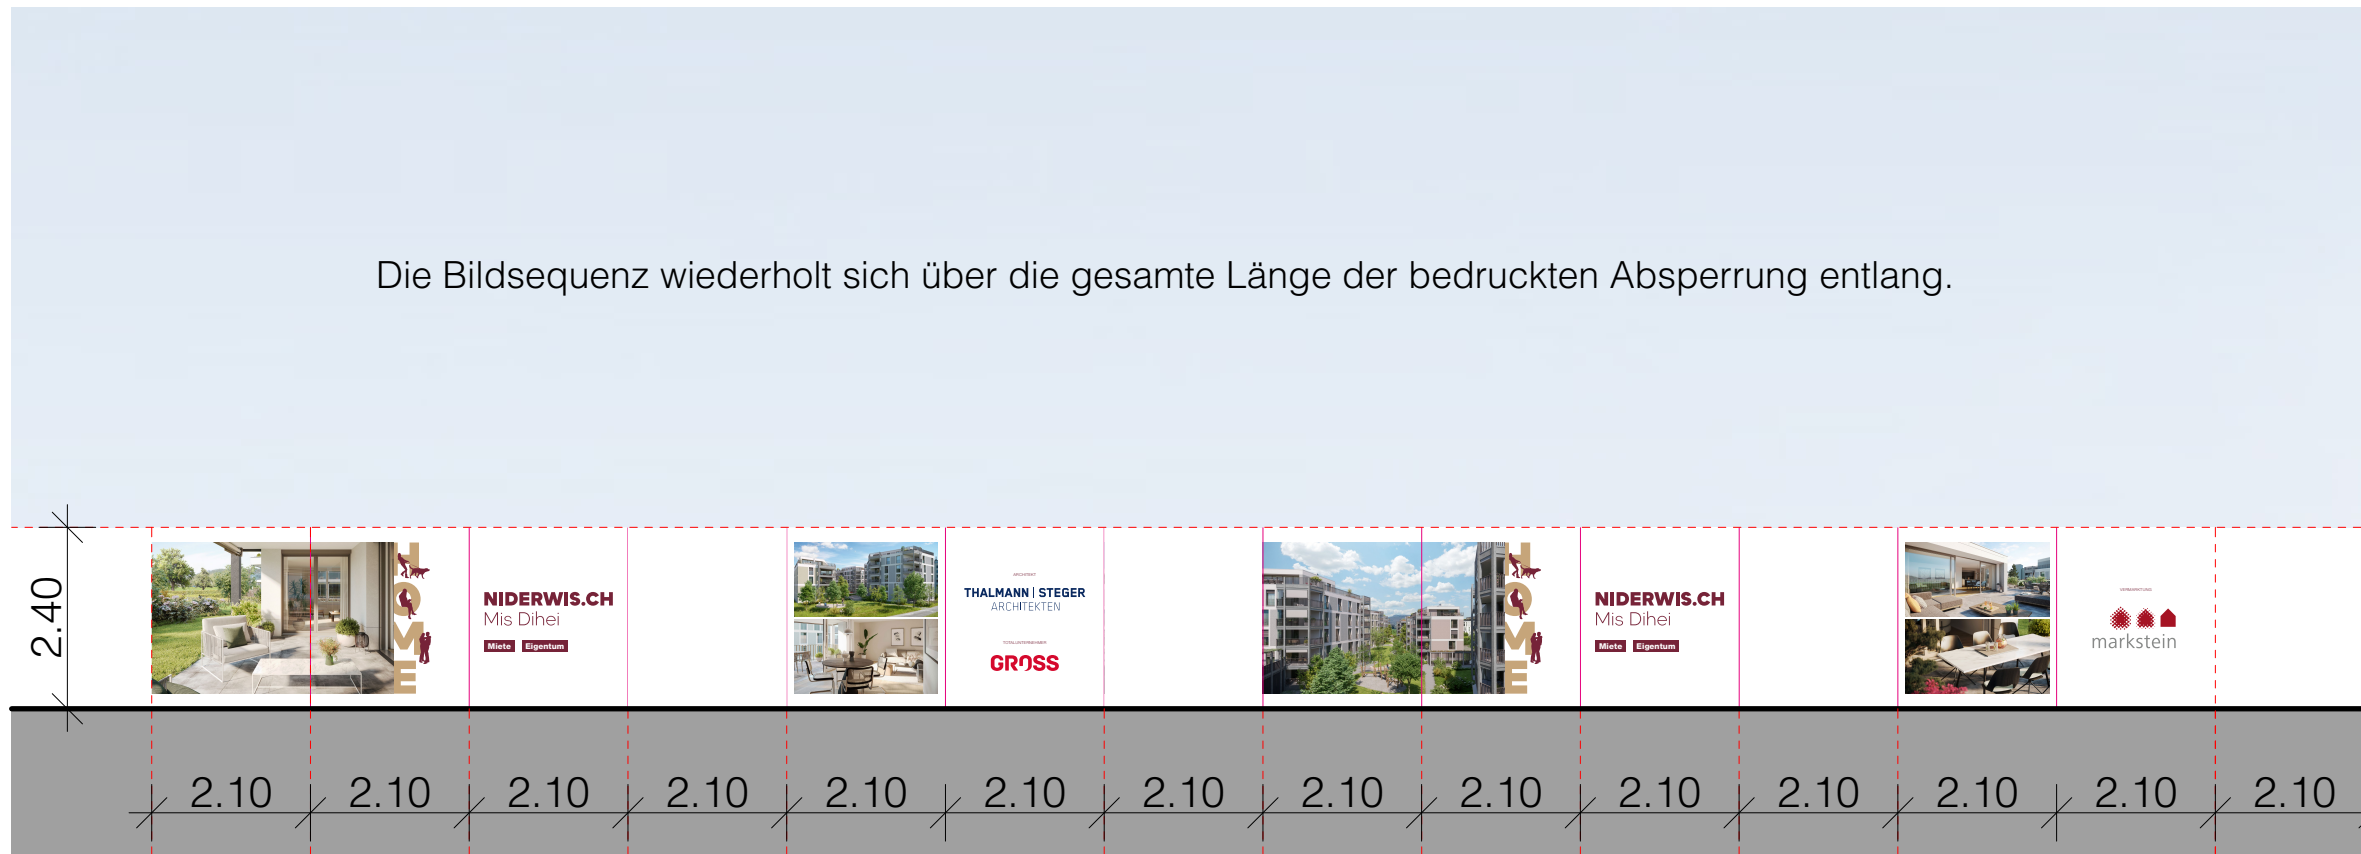 Die Bildsequenz wiederholt sich über die gesamte Länge der bedruckten Absperrung entlang.
2.40
HOME
NIDERWIS.CH
Mis Dihei
Miete Eigentum
ARCHITEKT
THALMANN | STEGER
ARCHITEKTEN
TOTALUNTERNEHMER
GROSS
HOME
NIDERWIS.CH
Mis Dihei
Miete Eigentum
VERMARKTUNG
markstein
2.10 2.10 2.10 2.10 2.10 2.10 2.10 2.10 2.10 2.10 2.10 2.10 2.10 2.10